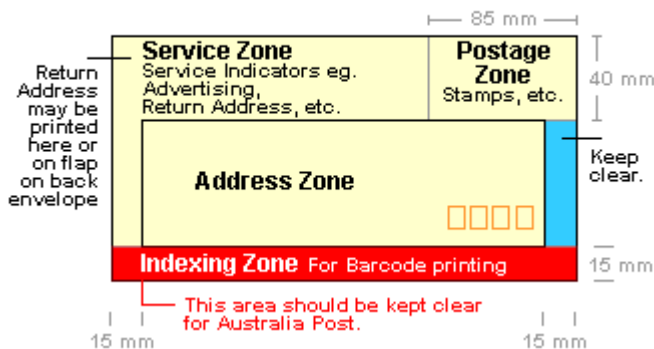 85 mm
Service Zone
Service Indicators eg.
Advertising,
Return Address, etc.
Postage
Zone
Stamps, etc.
40 mm
Return
Address
may be
printed
here or
on flap
on back
envelope
Keep
clear.
Address Zone
Indexing Zone For Barcode printing
15 mm
This area should be kept clear
for Australia Post.
15 mm
15 mm